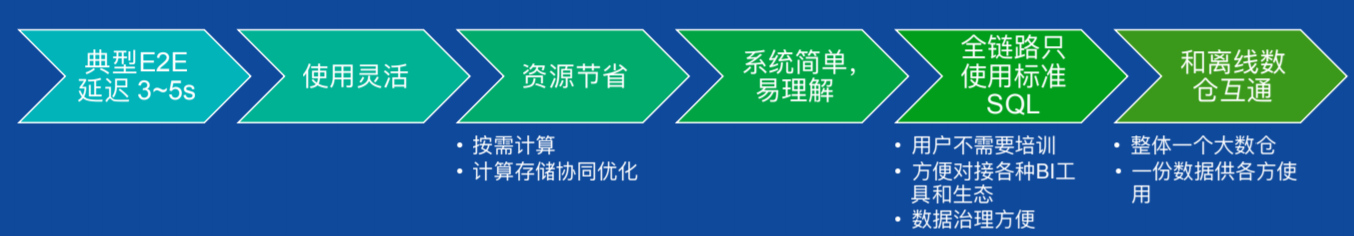 典型E2E
延迟 3~5s
使用灵活
资源节省
• 按需计算
• 计算存储协同优化
系统简单，
易理解
全链路只
使用标准
SQL
• 用户不需要培训
• 方便对接各种BI工
具和生态
• 数据治理方便
和离线数
仓互通
• 整体一个大数仓
• 一份数据供各方使
用